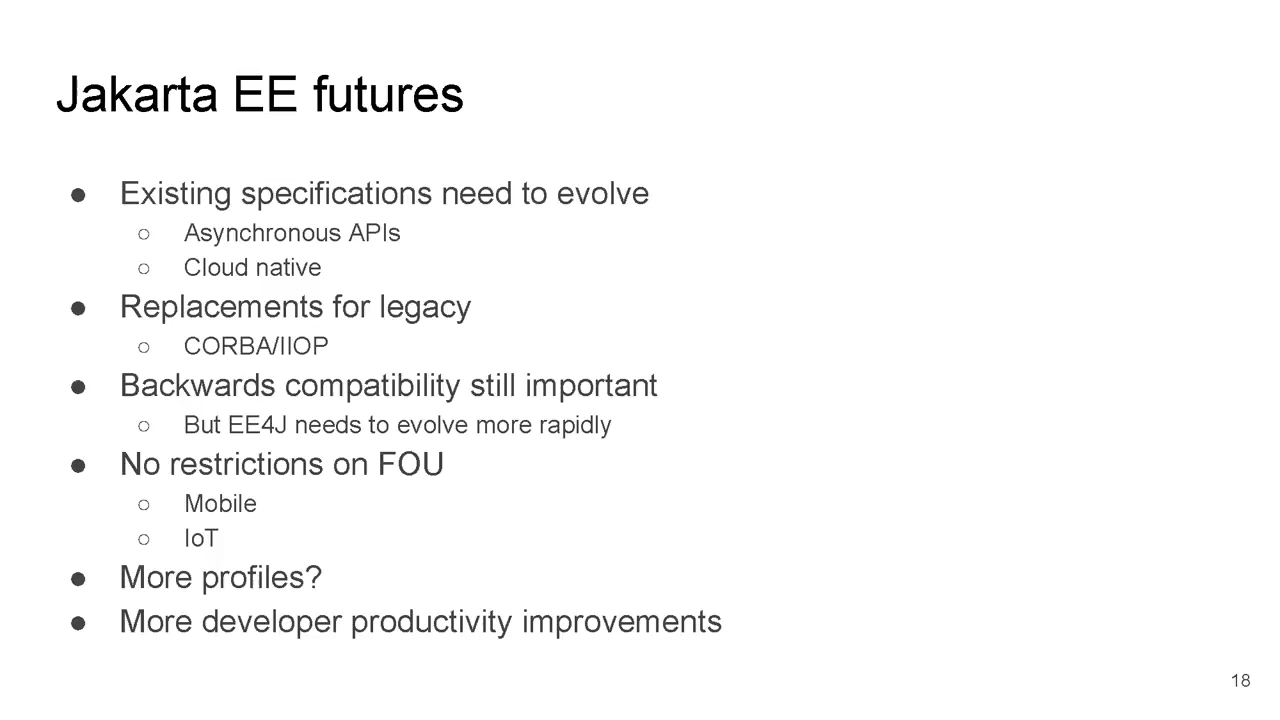 Jakarta EE futures
● Existing specifications need to evolve
○ Asynchronous APIs
○ Cloud native
● Replacements for legacy
○ CORBA/IIOP
● Backwards compatibility still important
○ But EE4J needs to evolve more rapidly
● No restrictions on FOU
○ Mobile
○ IoT
● More profiles?
● More developer productivity improvements
18